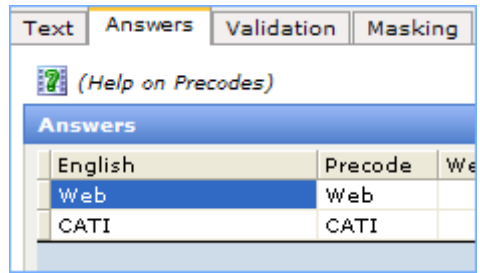 Text Answers Validation Masking
(Help on Precodes)
Answers
English Precode
Web Web
CATI CATI